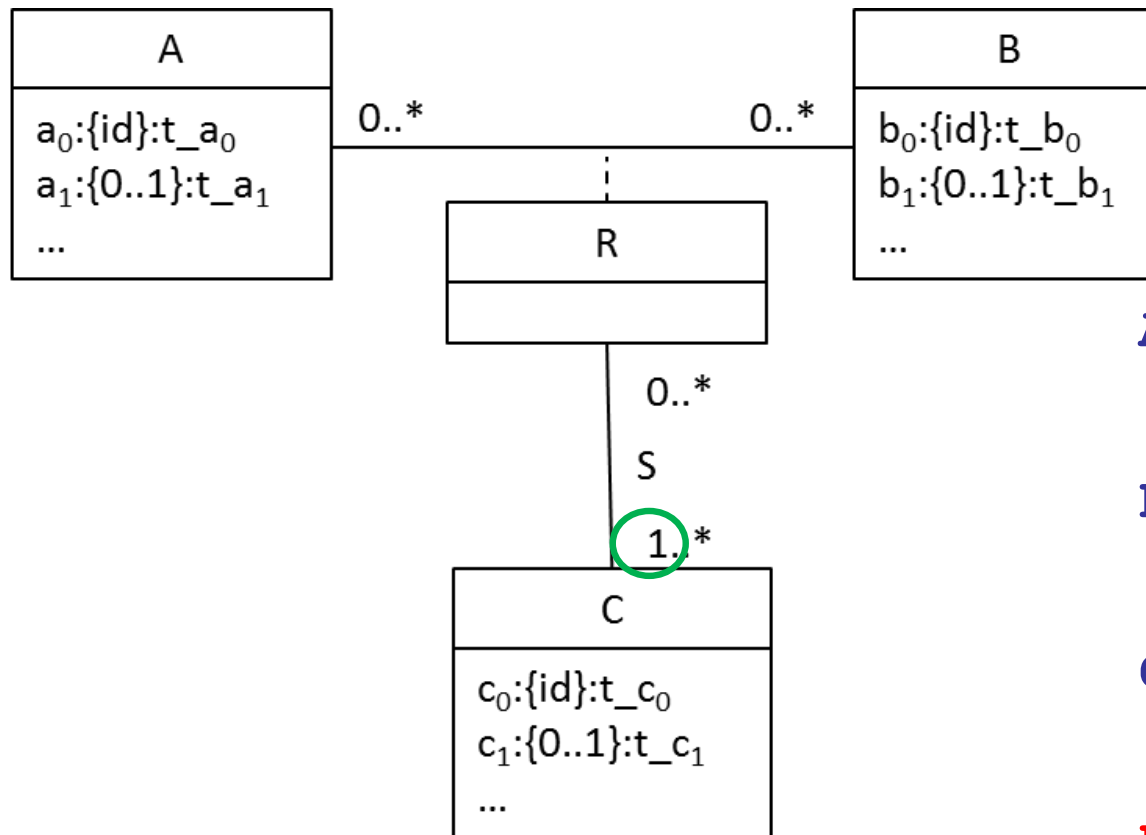 A
a₀:{id}:t_a₀
a₁:{0..1}:t_a₁
...
0..*
0..*
B
b₀:{id}:t_b₀
b₁:{0..1}:t_b₁
...
R
0..*
S
1..*
C
c₀:{id}:t_c₀
c₁:{0..1}:t_c₁
...